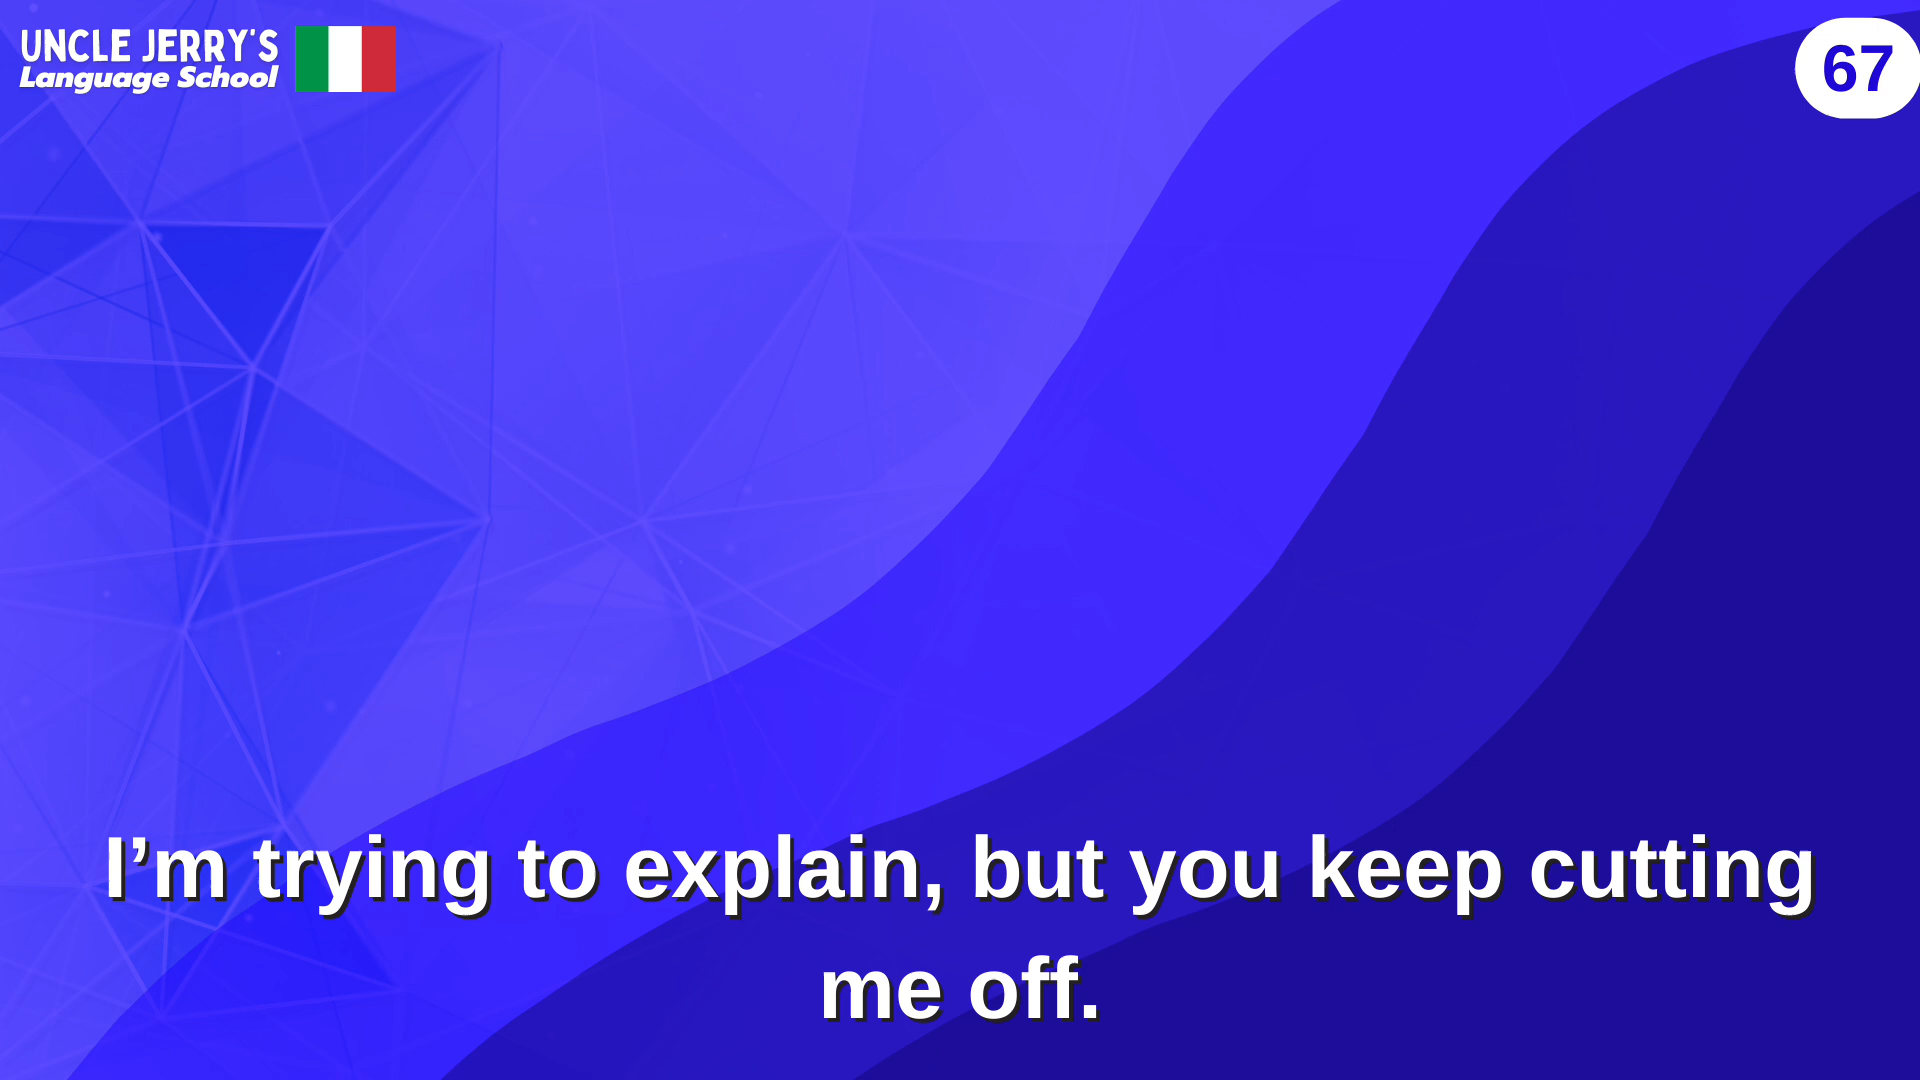 UNCLE JERRY'S
Language School
67
I’m trying to explain, but you keep cutting
me off.